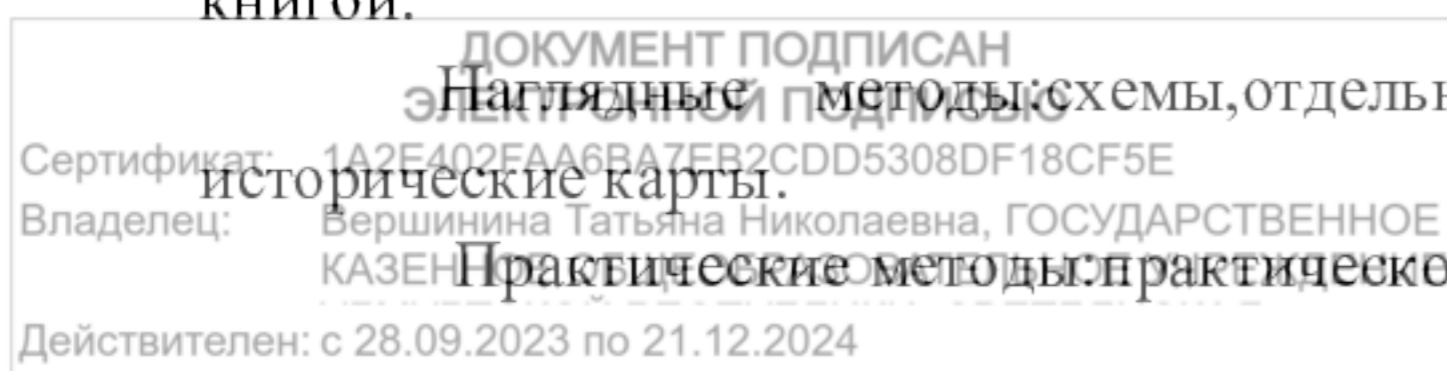 книгой.
ДОКУМЕНТ ПОДПИСАН
ЭЛЕКТРОННОЙ ПОДПИСЬЮ
Наглядные методы:схемы,отдельн
Сертификат: 1A2E402FAA6BA7EB2CDD5308DF18CF5E
исторические карты.
Владелец: Вершинина Татьяна Николаевна, ГОСУДАРСТВЕННОЕ
КАЗЕН
Практические методы:практическо
Действителен: с 28.09.2023 по 21.12.2024